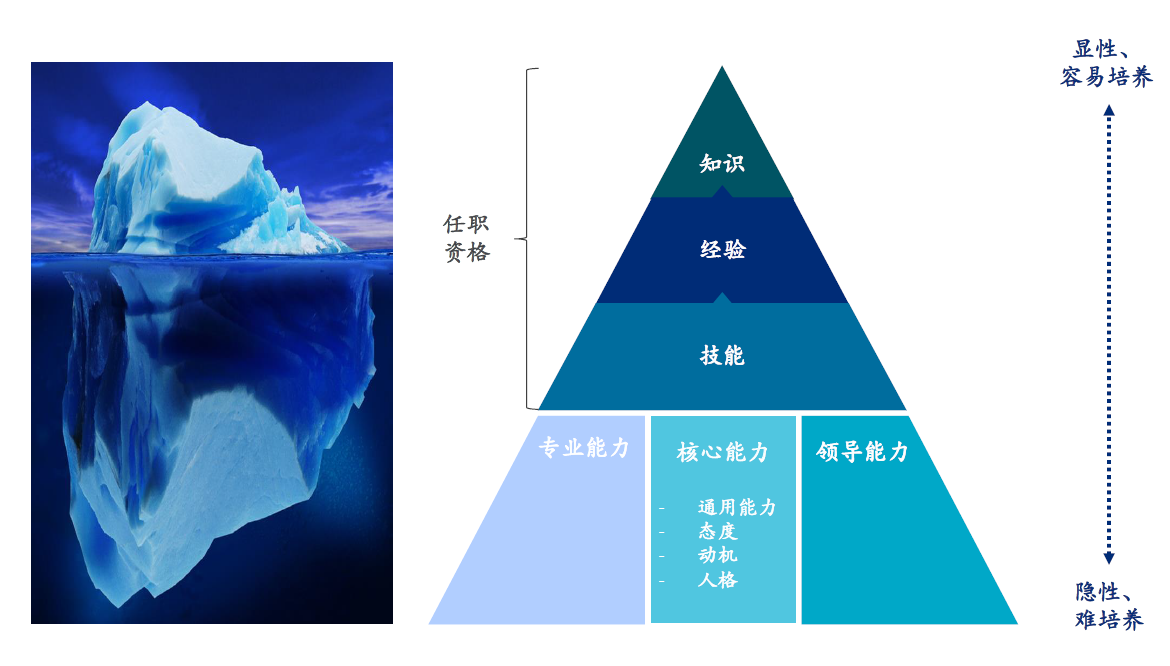 显性、
容易培养
知识
任职
资格
经验
技能
专业能力
核心能力
领导能力
- 通用能力
- 态度
- 动机
- 人格
隐性、
难培养